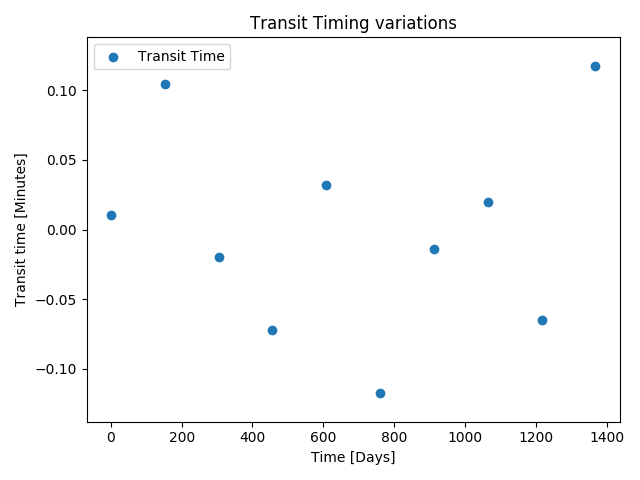 Transit Timing variations
Transit Time
0.10
0.05
0.00
−0.05
−0.10
Transit time [Minutes]
0 200 400 600 800 1000 1200 1400
Time [Days]